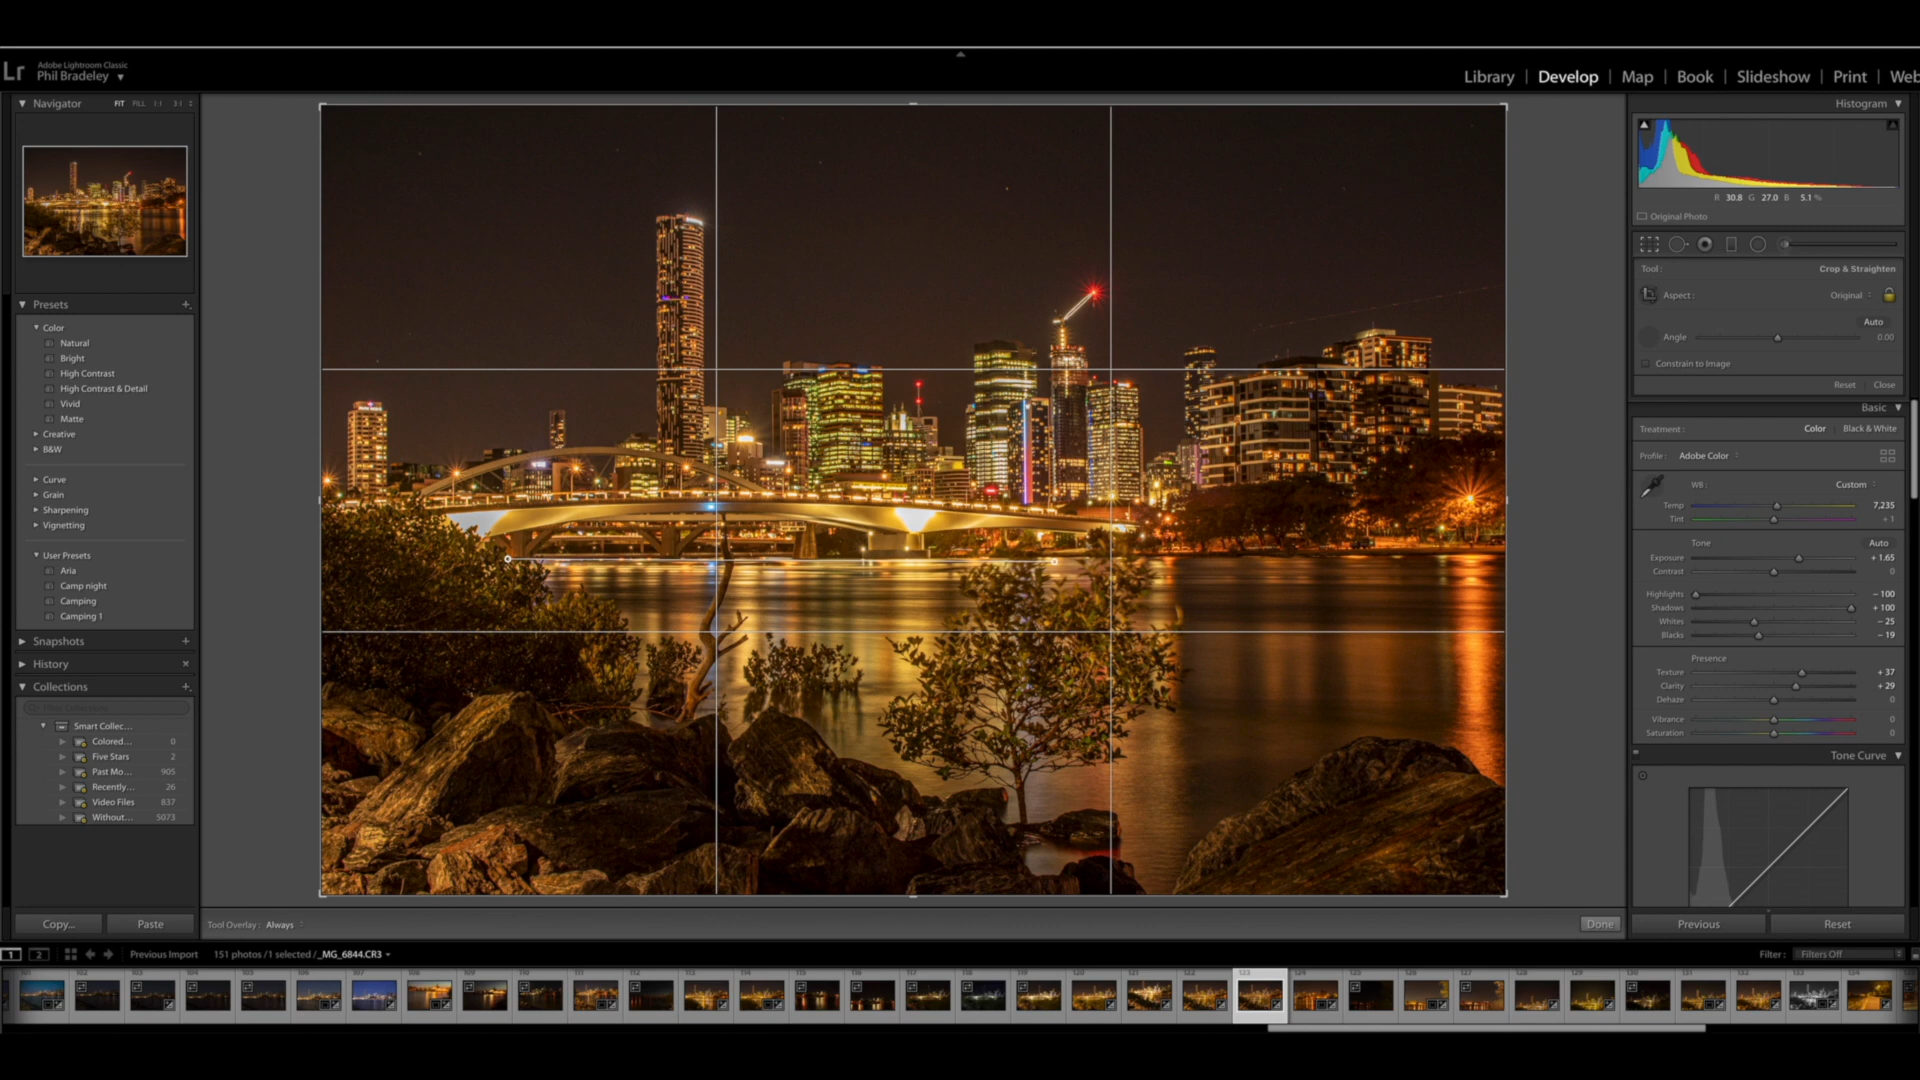 Lr
Adobe Lightroom Classic
Phil Bradeley
Library | Develop | Map | Book | Slideshow | Print | Web
Navigator FIT FILL 1:1 3:1
Presets
Color
Natural
Bright
High Contrast
High Contrast & Detail
Vivid
Matte
Creative
B&W
Curve
Grain
Sharpening
Vignetting
User Presets
Aria
Camp night
Camping
Camping 1
Snapshots
History
Collections
Smart Collec...
Colored... 0
Five Stars 2
Past Mo... 905
Recently... 26
Video Files 837
Without... 5073
Copy... Paste
Tool Overlay : Always
Done
Histogram
R 30.8 G 27.0 B 5.1 %
Original Photo
Tool : Crop & Straighten
Aspect : Original
Auto
Angle 0.00
Constrain to Image
Reset Close
Basic
Treatment : Color Black & White
Profile : Adobe Color
WB : Custom
Temp 7,235
Tint + 1
Tone Auto
Exposure + 1.65
Contrast 0
Highlights − 100
Shadows + 100
Whites − 25
Blacks − 19
Presence
Texture + 37
Clarity + 29
Dehaze 0
Vibrance 0
Saturation 0
Tone Curve
Previous Reset
1 2 Previous Import 151 photos / 1 selected / _MG_6844.CR3
Filter : Filters Off